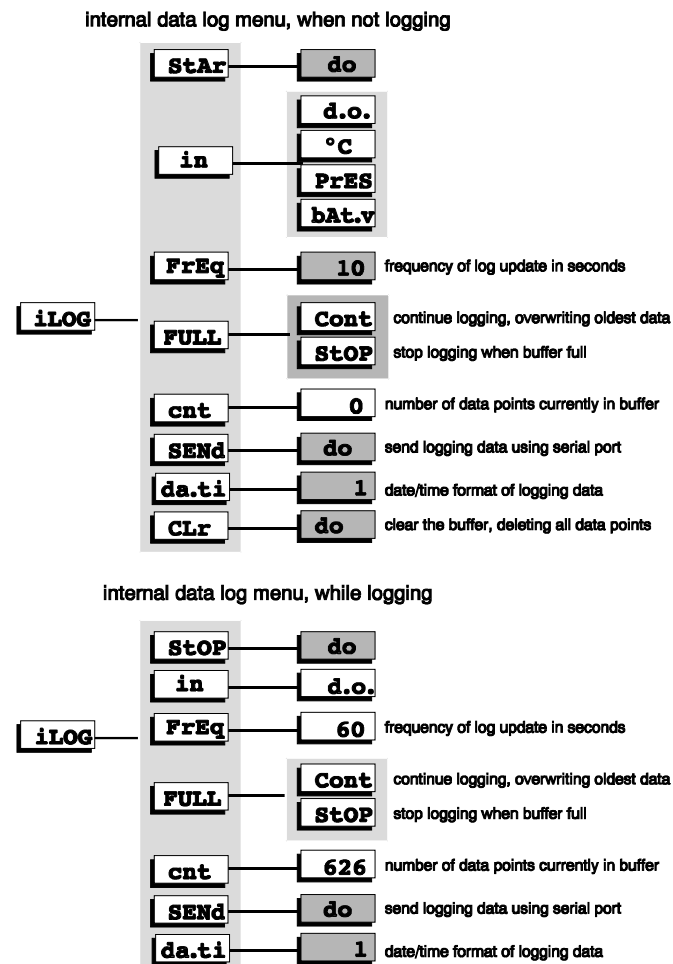 internal data log menu, when not logging
StAr do
in d.o.
°C
PrES
bAt.v
FrEq 10 frequency of log update in seconds
iLOG
FULL Cont continue logging, overwriting oldest data
StOP stop logging when buffer full
cnt 0 number of data points currently in buffer
SENd do send logging data using serial port
da.ti 1 date/time format of logging data
CLr do clear the buffer, deleting all data points
internal data log menu, while logging
StOP do
in d.o.
iLOG FrEq 60 frequency of log update in seconds
FULL Cont continue logging, overwriting oldest data
StOP stop logging when buffer full
cnt 626 number of data points currently in buffer
SENd do send logging data using serial port
da.ti 1 date/time format of logging data